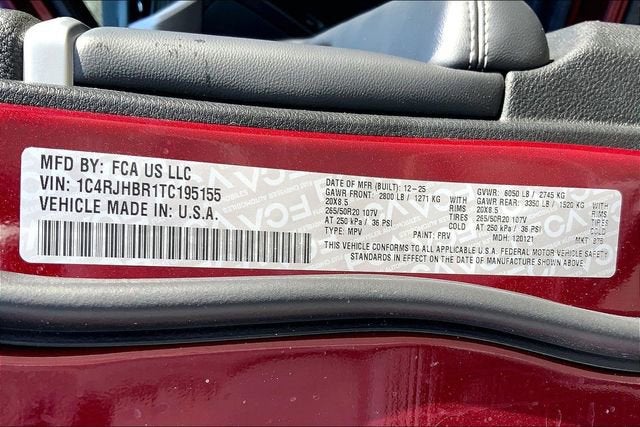 MFD BY: FCA US LLC
VIN: 1C4RJHBR1TC195155
VEHICLE MADE IN: U.S.A.
DATE OF MFR (BUILT): 12-25 GVWR: 6050 LB / 2745 KG
GAWR FRONT: 2800 LB / 1271 KG WITH GAWR REAR: 3350 LB / 1520 KG WITH
20X8.5 RIMS 20X8.5 RIMS
265/50R20 107V TIRES 265/50R20 107V TIRES
AT 250 kPa / 36 PSI COLD AT 250 kPa / 36 PSI COLD
TYPE: MPV PAINT: PRV MDH: 120121 MKT:
THIS VEHICLE CONFORMS TO ALL APPLICABLE U.S.A. FEDERAL MOTOR VEHICLE SAFETY
STANDARDS IN EFFECT ON THE DATE OF MANUFACTURE SHOWN ABOVE.